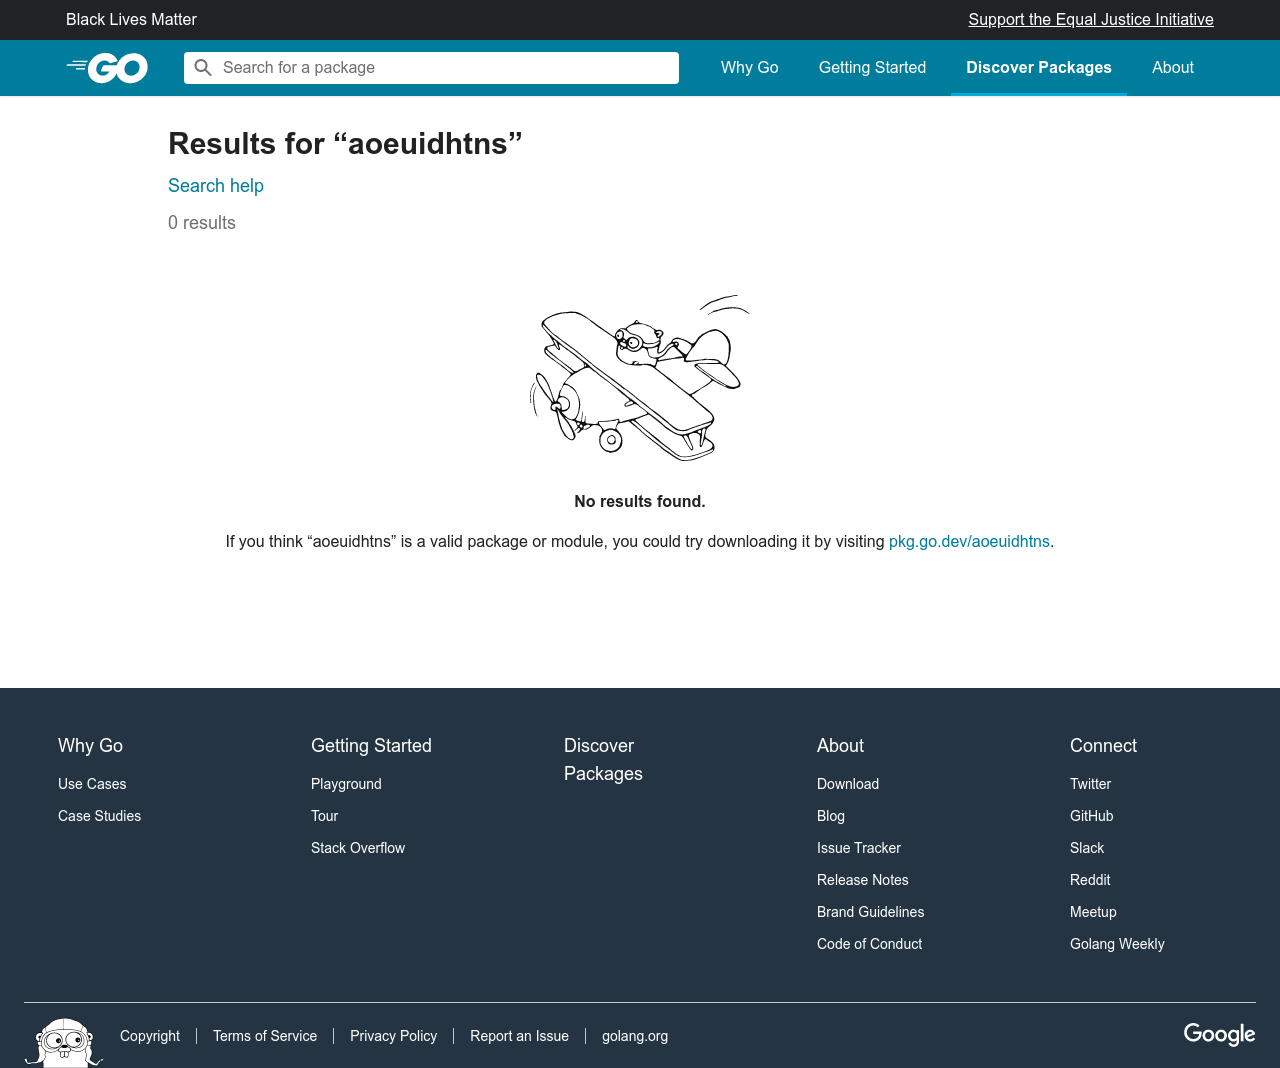 Black Lives Matter
Support the Equal Justice Initiative
GO
Search for a package
Why Go
Getting Started
Discover Packages
About
Results for “aoeuidhtns”
Search help
0 results
No results found.
If you think “aoeuidhtns” is a valid package or module, you could try downloading it by visiting pkg.go.dev/aoeuidhtns.
Why Go
Use Cases
Case Studies
Getting Started
Playground
Tour
Stack Overflow
Discover
Packages
About
Download
Blog
Issue Tracker
Release Notes
Brand Guidelines
Code of Conduct
Connect
Twitter
GitHub
Slack
Reddit
Meetup
Golang Weekly
Copyright
Terms of Service
Privacy Policy
Report an Issue
golang.org
Google